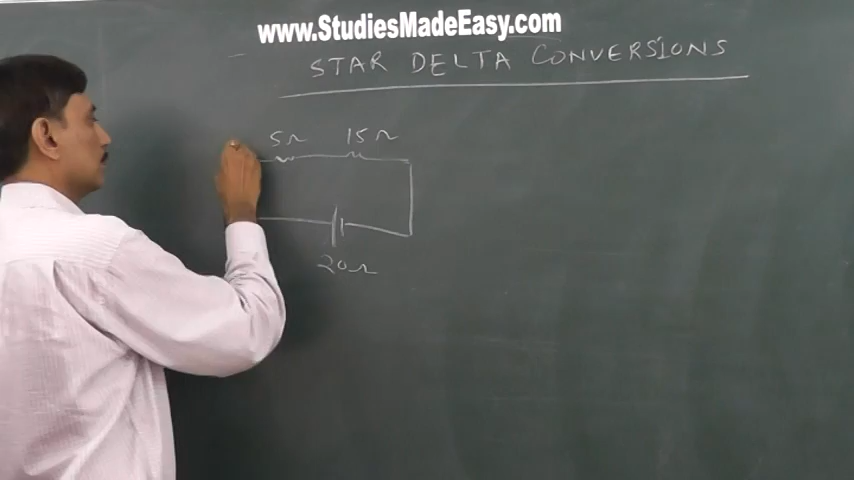 www.StudiesMadeEasy.com
STAR DELTA CONVERSIONS
5Ω 15Ω
20Ω